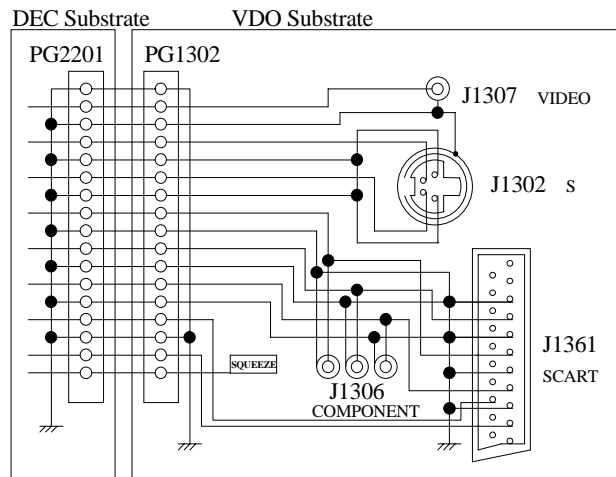 DEC Substrate
VDO Substrate
PG2201
PG1302
J1307 VIDEO
J1302 S
J1361
SCART
SQUEEZE
J1306
COMPONENT